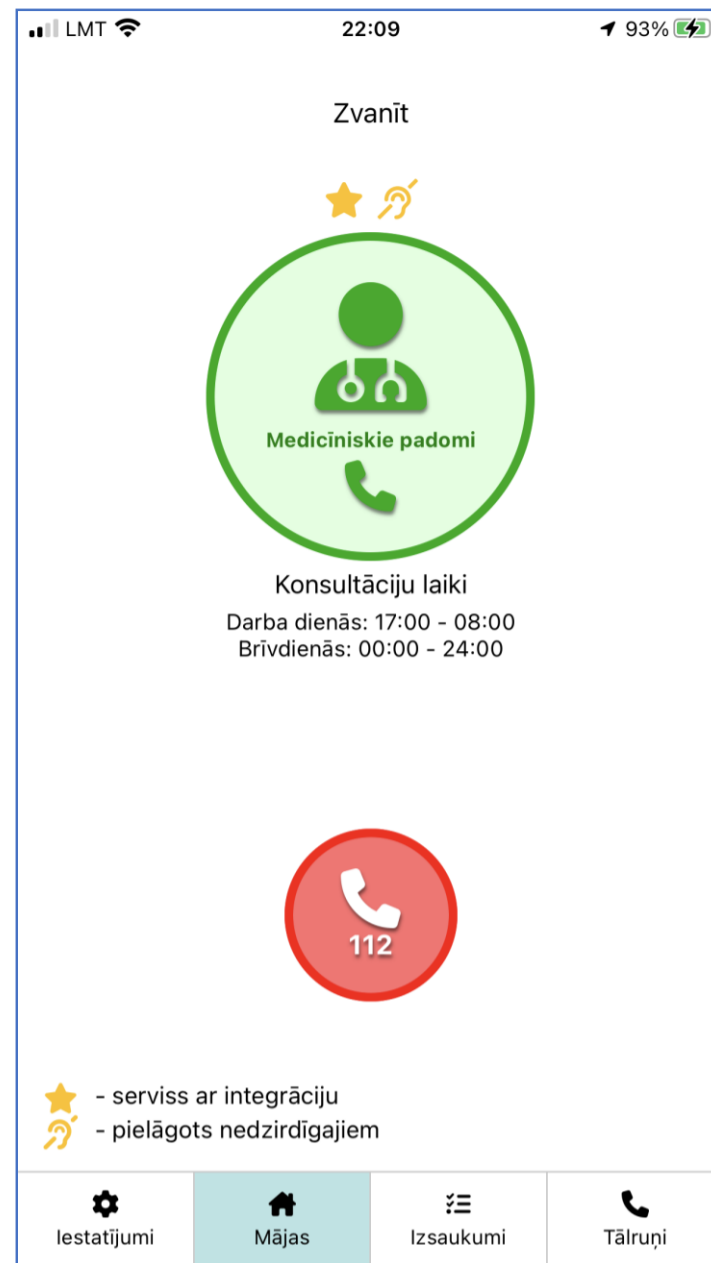 LMT 22:09 93%
Zvanīt
Medicīniskie padomi
Konsultāciju laiki
Darba dienās: 17:00 - 08:00
Brīvdienās: 00:00 - 24:00
112
- serviss ar integrāciju
- pielāgots nedzirdīgajiem
Iestatījumi Mājas Izsaukumi Tālruņi